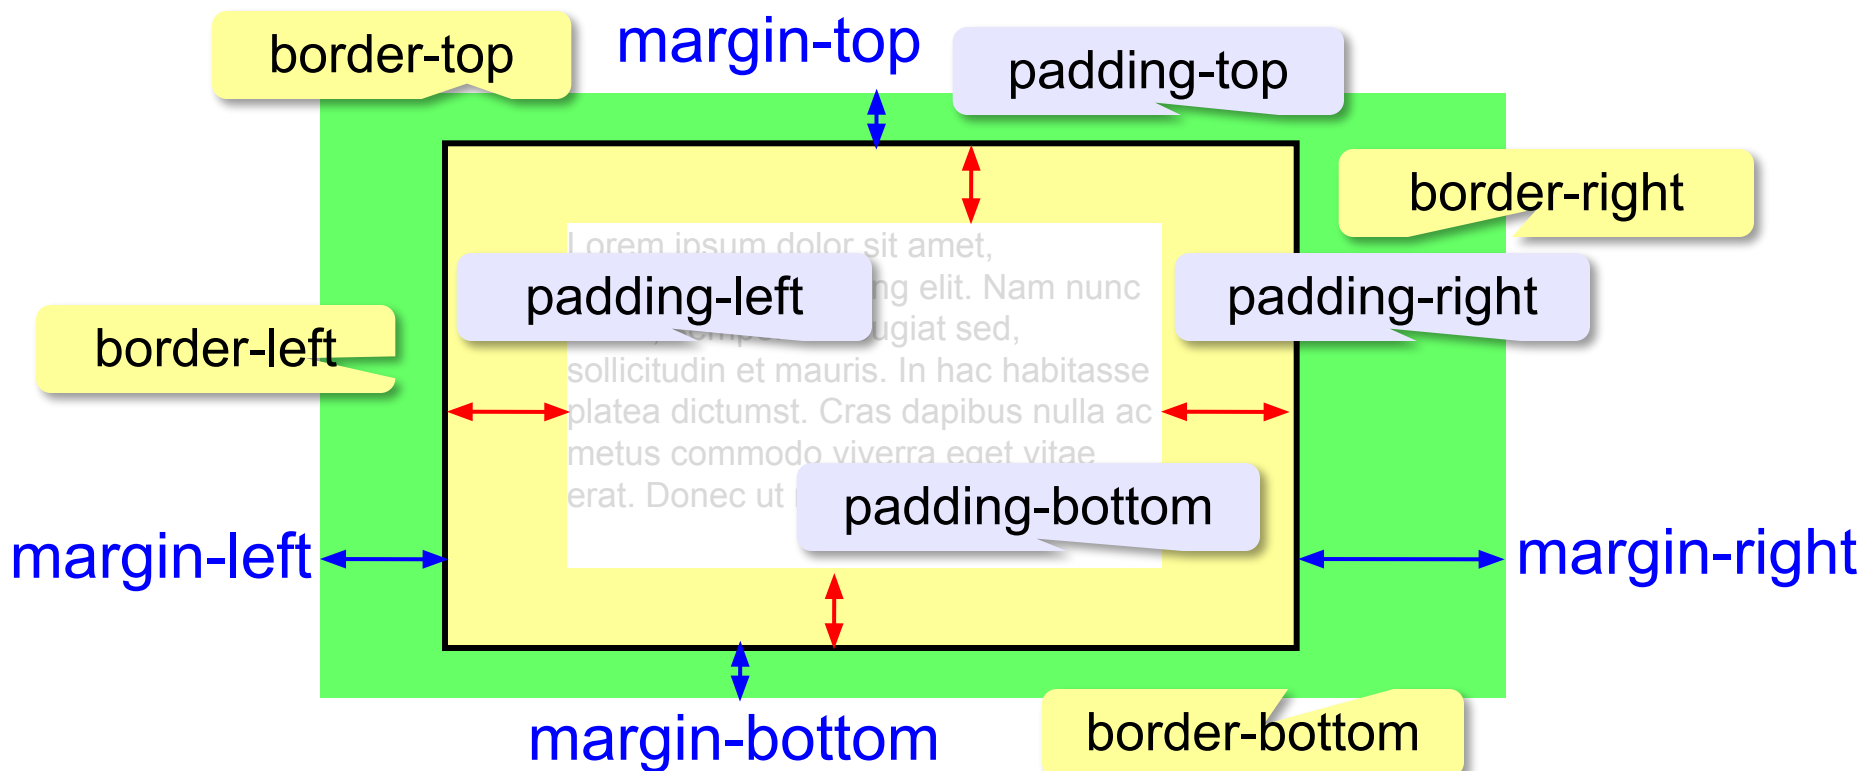 border-top
margin-top
padding-top
border-right
Lorem ipsum dolor sit amet,
elit. Nam nunc
padding-left
padding-right
sed,
border-left
sollicitudin et mauris. In hac habitasse
platea dictumst. Cras dapibus nulla ac
metus commodo viverra eget vitae
erat. Donec ut
padding-bottom
margin-left
margin-right
margin-bottom
border-bottom